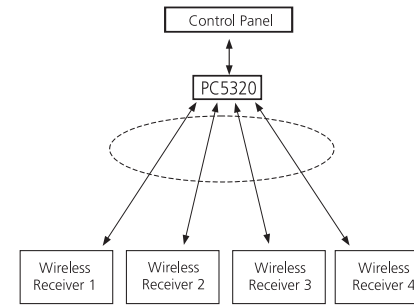 Control Panel
PC5320
Wireless
Receiver 1
Wireless
Receiver 2
Wireless
Receiver 3
Wireless
Receiver 4